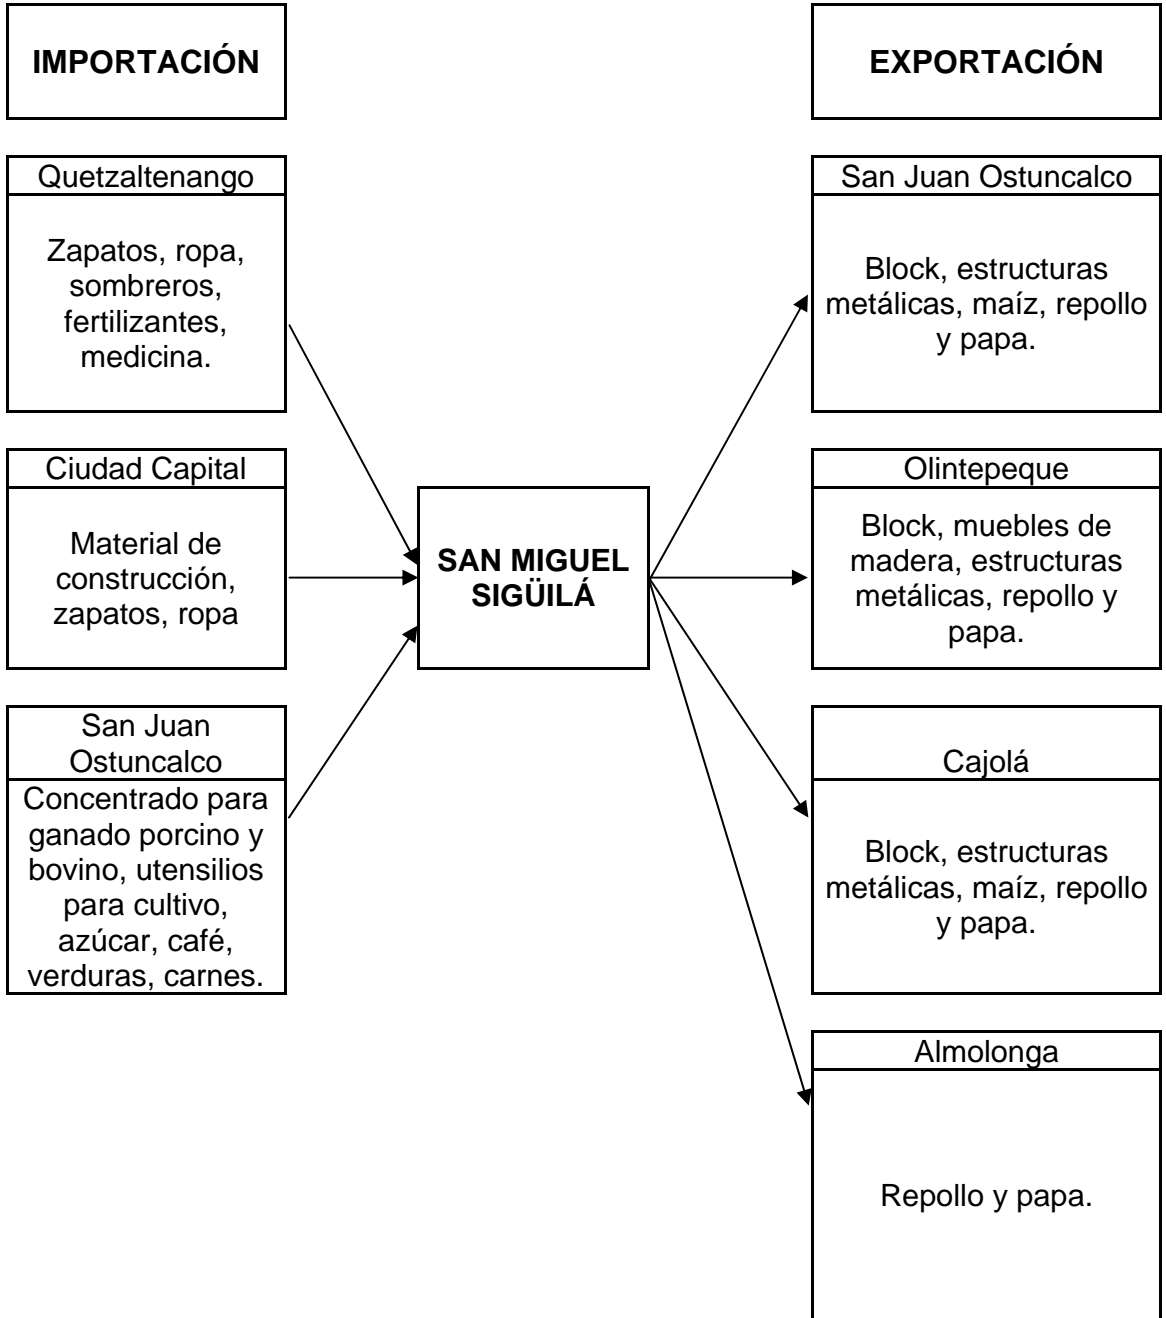 IMPORTACIÓN
Quetzaltenango
Zapatos, ropa,
sombreros,
fertilizantes,
medicina.
Ciudad Capital
Material de
construcción,
zapatos, ropa
San Juan
Ostuncalco
Concentrado para
ganado porcino y
bovino, utensilios
para cultivo,
azúcar, café,
verduras, carnes.
SAN MIGUEL
SIGÜILÁ
EXPORTACIÓN
San Juan Ostuncalco
Block, estructuras
metálicas, maíz, repollo
y papa.
Olintepeque
Block, muebles de
madera, estructuras
metálicas, repollo y
papa.
Cajolá
Block, estructuras
metálicas, maíz, repollo
y papa.
Almolonga
Repollo y papa.